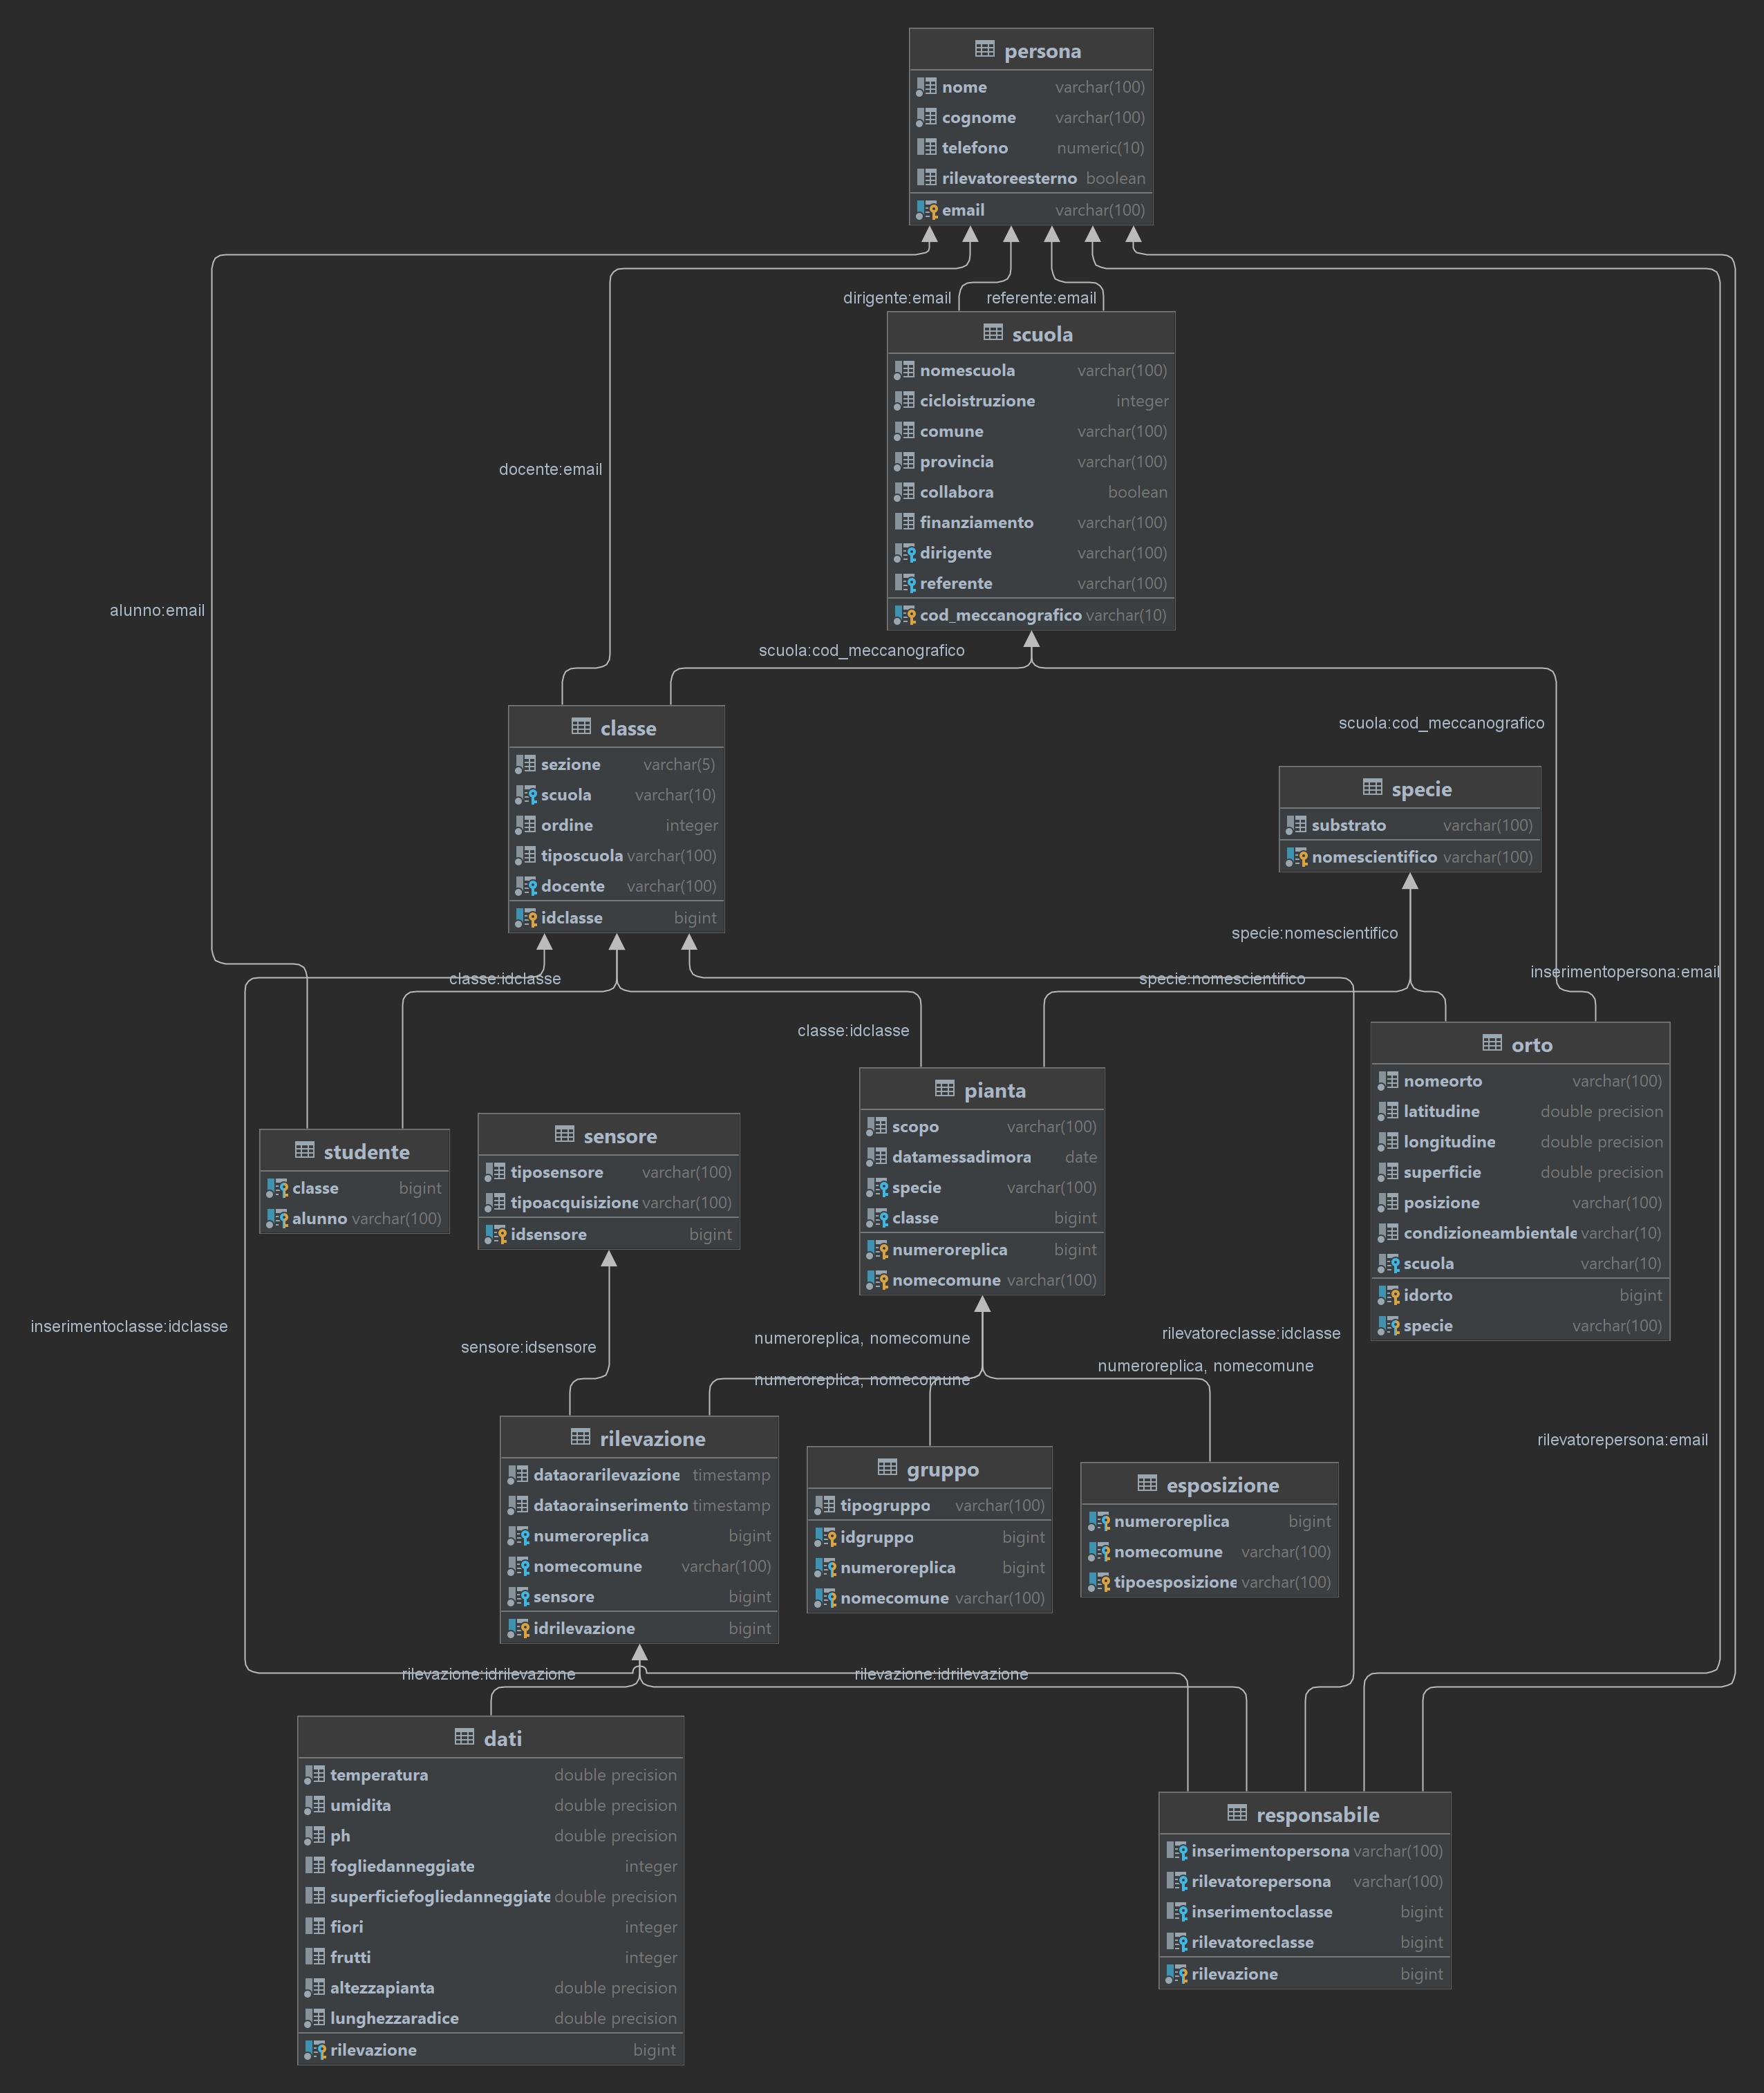 persona
nome varchar(100)
cognome varchar(100)
telefono numeric(10)
rilevatoreesterno boolean
email varchar(100)
dirigente:email
referente:email
scuola
nomescuola varchar(100)
cicloistruzione integer
comune varchar(100)
provincia varchar(100)
collabora boolean
finanziamento varchar(100)
dirigente varchar(100)
referente varchar(100)
cod_meccanografico varchar(10)
docente:email
alunno:email
scuola:cod_meccanografico
scuola:cod_meccanografico
classe
sezione varchar(5)
scuola varchar(10)
ordine integer
tiposcuola varchar(100)
docente varchar(100)
idclasse bigint
specie
substrato varchar(100)
nomescientifico varchar(100)
specie:nomescientifico
classe:idclasse
specie:nomescientifico
inserimentopersona:email
classe:idclasse
orto
nomeorto varchar(100)
latitudine double precision
longitudine double precision
superficie double precision
posizione varchar(100)
condizioneambientale varchar(10)
scuola varchar(10)
idorto bigint
specie varchar(100)
pianta
scopo varchar(100)
datamessadimora date
specie varchar(100)
classe bigint
numeroreplica bigint
nomecomune varchar(100)
studente
classe bigint
alunno varchar(100)
sensore
tiposensore varchar(100)
tipoacquisizione varchar(100)
idsensore bigint
inserimentoclasse:idclasse
sensore:idsensore
numeroreplica, nomecomune
rilevatoreclasse:idclasse
numeroreplica, nomecomune
numeroreplica, nomecomune
rilevatorepersona:email
rilevazione
dataorarilevazione timestamp
dataorainserimento timestamp
numeroreplica bigint
nomecomune varchar(100)
sensore bigint
idrilevazione bigint
gruppo
tipogruppo varchar(100)
idgruppo bigint
numeroreplica bigint
nomecomune varchar(100)
esposizione
numeroreplica bigint
nomecomune varchar(100)
tipoesposizione varchar(100)
rilevazione:idrilevazione
rilevazione:idrilevazione
dati
temperatura double precision
umidita double precision
ph double precision
fogliedanneggiate integer
superficiefogliedanneggiate double precision
fiori integer
frutti integer
altezzapianta double precision
lunghezzaradice double precision
rilevazione bigint
responsabile
inserimentopersona varchar(100)
rilevatorepersona varchar(100)
inserimentoclasse bigint
rilevatoreclasse bigint
rilevazione bigint